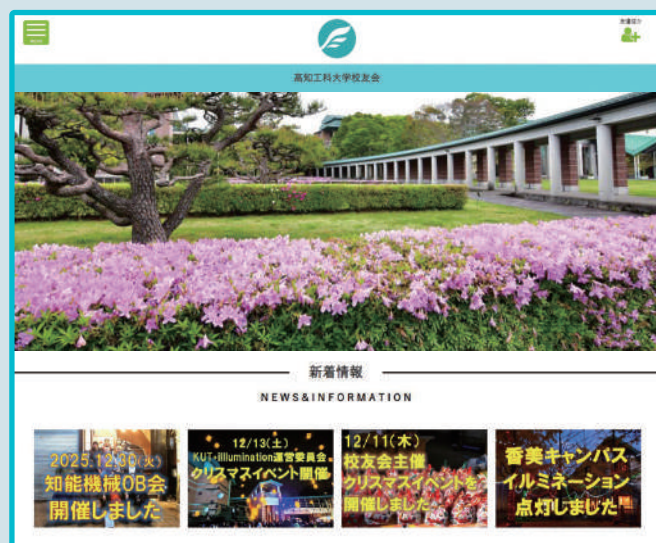 高知工科大学校友会
新着情報
NEWS&INFORMATION
2025.12.30(火)
知能機械OB会
開催しました
12/13(土)
KUT・Illumination運営委員会
クリスマスイベント開催
12/11(木)
校友会主催
クリスマスイベントを
開催しました
香美キャンパス
イルミネーション
点灯しました